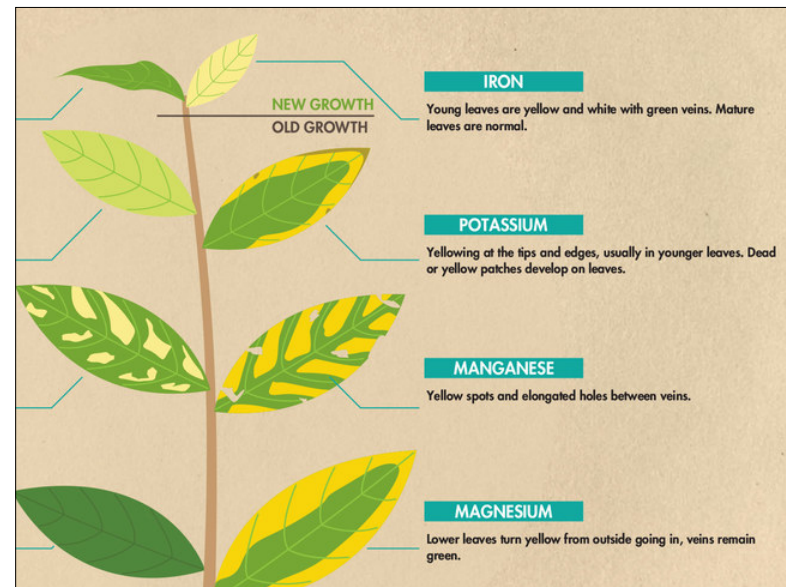 NEW GROWTH
OLD GROWTH
IRON
Young leaves are yellow and white with green veins. Mature
leaves are normal.
POTASSIUM
Yellowing at the tips and edges, usually in younger leaves. Dead
or yellow patches develop on leaves.
MANGANESE
Yellow spots and elongated holes between veins.
MAGNESIUM
Lower leaves turn yellow from outside going in, veins remain
green.